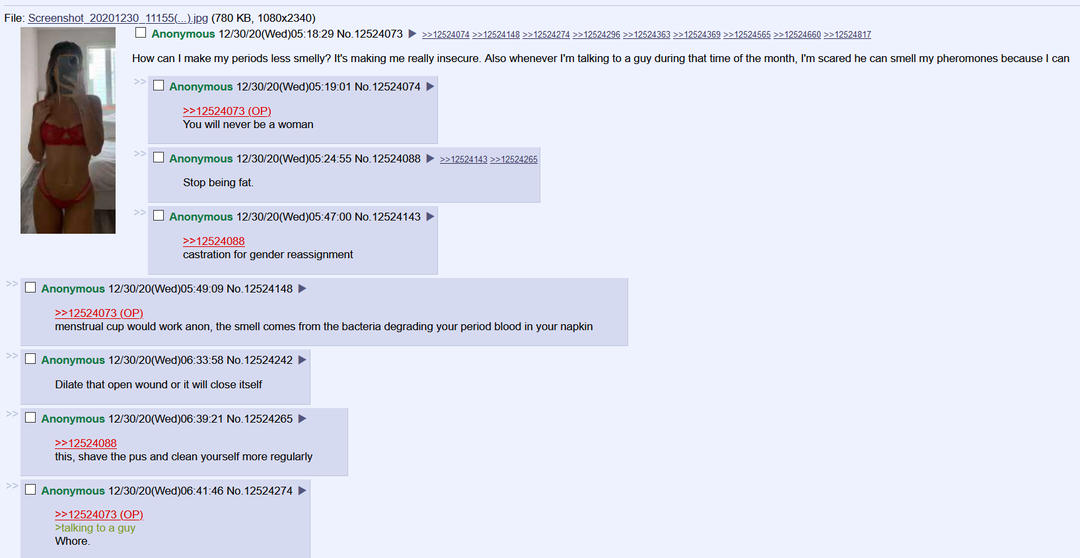 File: Screenshot_20201230_11155(...).jpg (780 KB, 1080x2340)
Anonymous 12/30/20(Wed)05:18:29 No.12524073 ▶ >>12524074 >>12524148 >>12524274 >>12524296 >>12524363 >>12524369 >>12524565 >>12524660 >>12524817
How can I make my periods less smelly? It's making me really insecure. Also whenever I'm talking to a guy during that time of the month, I'm scared he can smell my pheromones because I can
>> Anonymous 12/30/20(Wed)05:19:01 No.12524074 ▶
>>12524073 (OP)
You will never be a woman
>> Anonymous 12/30/20(Wed)05:24:55 No.12524088 ▶ >>12524143 >>12524265
Stop being fat.
>> Anonymous 12/30/20(Wed)05:47:00 No.12524143 ▶
>>12524088
castration for gender reassignment
>> Anonymous 12/30/20(Wed)05:49:09 No.12524148 ▶
>>12524073 (OP)
menstrual cup would work anon, the smell comes from the bacteria degrading your period blood in your napkin
>> Anonymous 12/30/20(Wed)06:33:58 No.12524242 ▶
Dilate that open wound or it will close itself
>> Anonymous 12/30/20(Wed)06:39:21 No.12524265 ▶
>>12524088
this, shave the pus and clean yourself more regularly
>> Anonymous 12/30/20(Wed)06:41:46 No.12524274 ▶
>>12524073 (OP)
>talking to a guy
Whore.